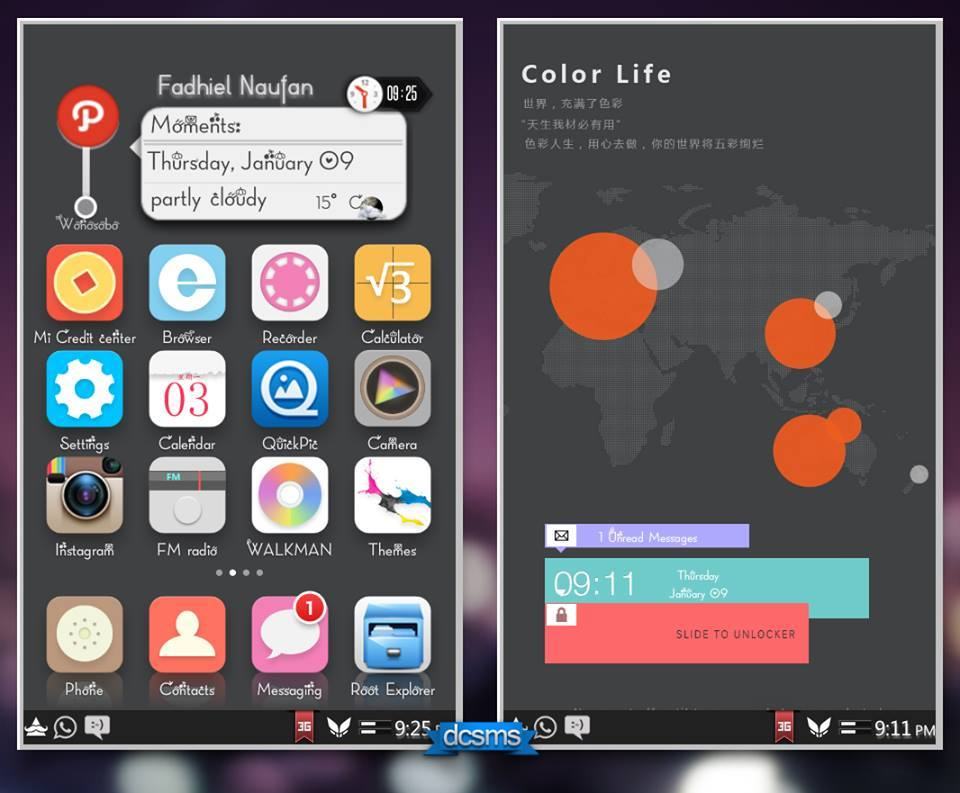 Fadhiel Naufan
09:25
Moments:
Thursday, January 09
partly cloudy 15° C
Wonosobo
Mi Credit center Browser Recorder Calculator
03
Settings Calendar QuickPic Camera
FM
Instagram FM radio WALKMAN Themes
1
Phone Contacts Messaging Root Explorer
3G 9:25
dcsms
Color Life
世界，充满了色彩
“天生我材必有用”
色彩人生，用心去做，你的世界将五彩绚烂
1 Unread Messages
09:11 Thursday
January 09
SLIDE TO UNLOCKER
3G 9:11 PM